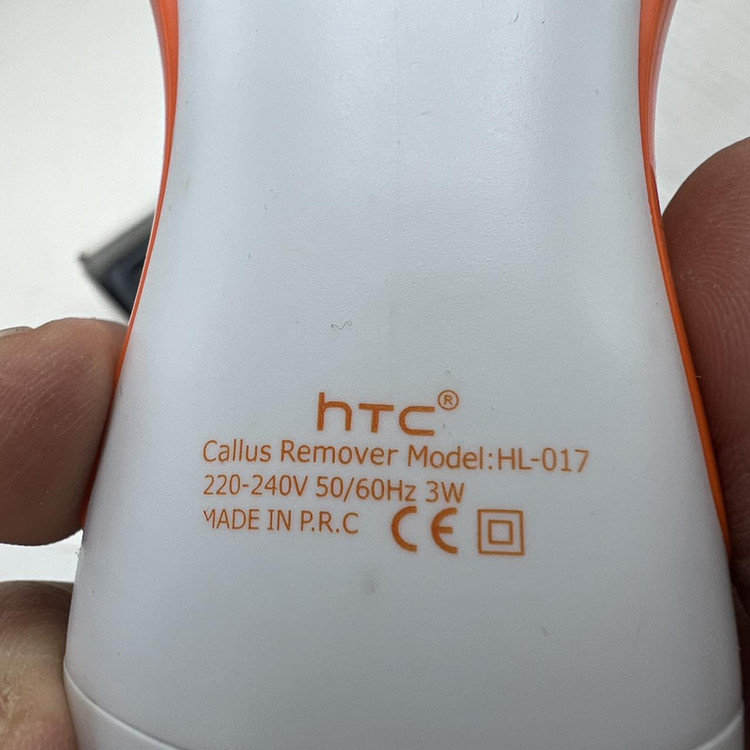 hTC®
Callus Remover Model:HL-017
220-240V 50/60Hz 3W
MADE IN P.R.C CE